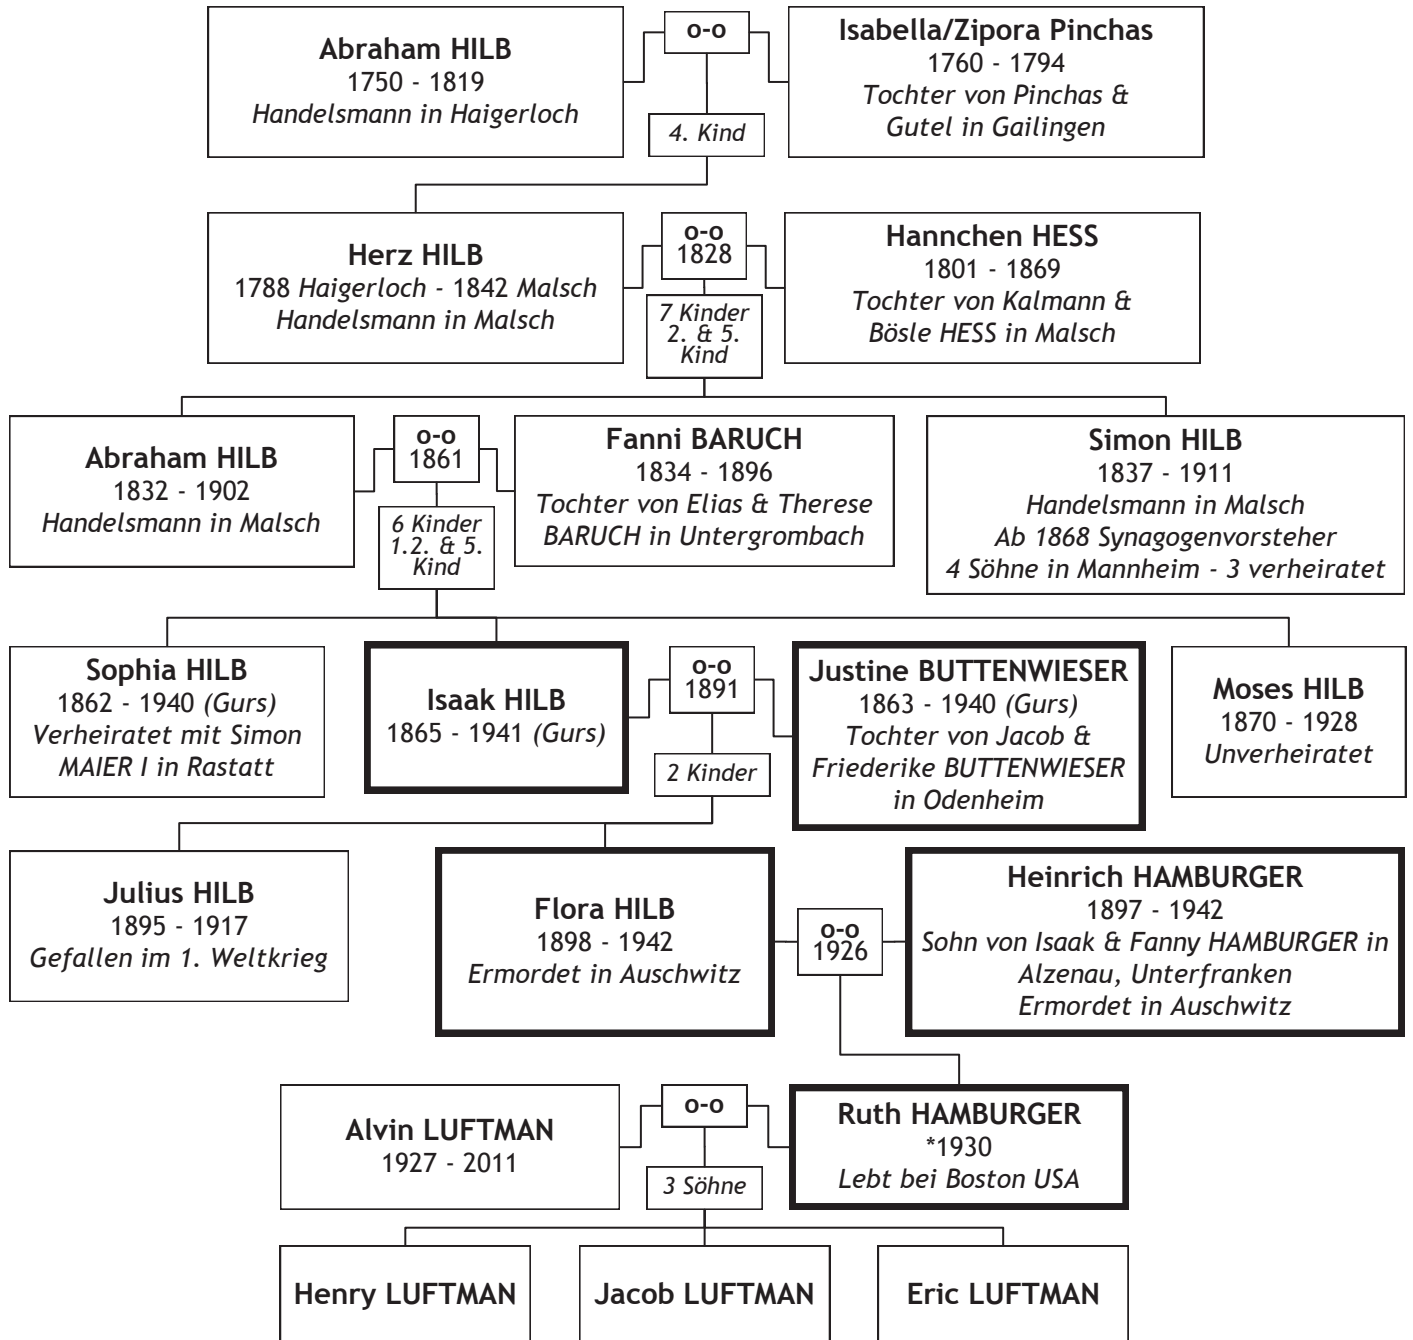 Abraham HILB
1750 - 1819
Handelsmann in Haigerloch
o-o
4. Kind
Isabella/Zipora Pinchas
1760 - 1794
Tochter von Pinchas &
Gutel in Gailingen
Herz HILB
1788 Haigerloch - 1842 Malsch
Handelsmann in Malsch
o-o
1828
7 Kinder
2. & 5.
Kind
Hannchen HESS
1801 - 1869
Tochter von Kalmann &
Bösle HESS in Malsch
Abraham HILB
1832 - 1902
Handelsmann in Malsch
o-o
1861
6 Kinder
1.2. & 5.
Kind
Fanni BARUCH
1834 - 1896
Tochter von Elias & Therese
BARUCH in Untergrombach
Simon HILB
1837 - 1911
Handelsmann in Malsch
Ab 1868 Synagogenvorsteher
4 Söhne in Mannheim - 3 verheiratet
Sophia HILB
1862 - 1940 (Gurs)
Verheiratet mit Simon
MAIER I in Rastatt
Isaak HILB
1865 - 1941 (Gurs)
o-o
1891
2 Kinder
Justine BUTTENWIESER
1863 - 1940 (Gurs)
Tochter von Jacob &
Friederike BUTTENWIESER
in Odenheim
Moses HILB
1870 - 1928
Unverheiratet
Julius HILB
1895 - 1917
Gefallen im 1. Weltkrieg
Flora HILB
1898 - 1942
Ermordet in Auschwitz
o-o
1926
Heinrich HAMBURGER
1897 - 1942
Sohn von Isaak & Fanny HAMBURGER in
Alzenau, Unterfranken
Ermordet in Auschwitz
Alvin LUFTMAN
1927 - 2011
o-o
3 Söhne
Ruth HAMBURGER
*1930
Lebt bei Boston USA
Henry LUFTMAN
Jacob LUFTMAN
Eric LUFTMAN